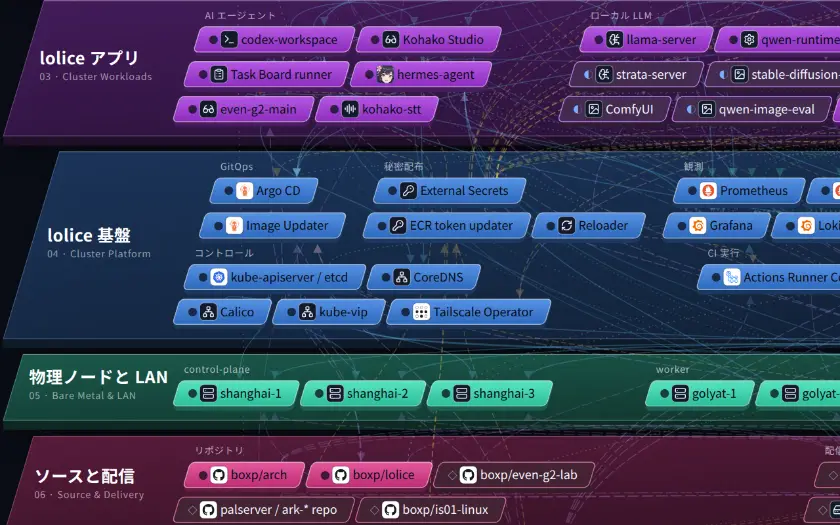 AI エージェント
ローカル LLM
lolice アプリ
03 · Cluster Workloads
codex-workspace
Kohako Studio
llama-server
qwen-runtime
Task Board runner
hermes-agent
strata-server
stable-diffusion-
even-g2-main
kohako-stt
ComfyUI
qwen-image-eval
GitOps
秘密配布
観測
lolice 基盤
04 · Cluster Platform
Argo CD
External Secrets
Prometheus
Image Updater
ECR token updater
Reloader
Grafana
Loki
コントロール
CI 実行
kube-apiserver / etcd
CoreDNS
Actions Runner Co
Calico
kube-vip
Tailscale Operator
物理ノードと LAN
05 · Bare Metal & LAN
control-plane
worker
shanghai-1
shanghai-2
shanghai-3
golyat-1
golyat-
ソースと配信
06 · Source & Delivery
リポジトリ
配信
boxp/arch
boxp/lolice
boxp/even-g2-lab
palserver / ark-* repo
boxp/is01-linux